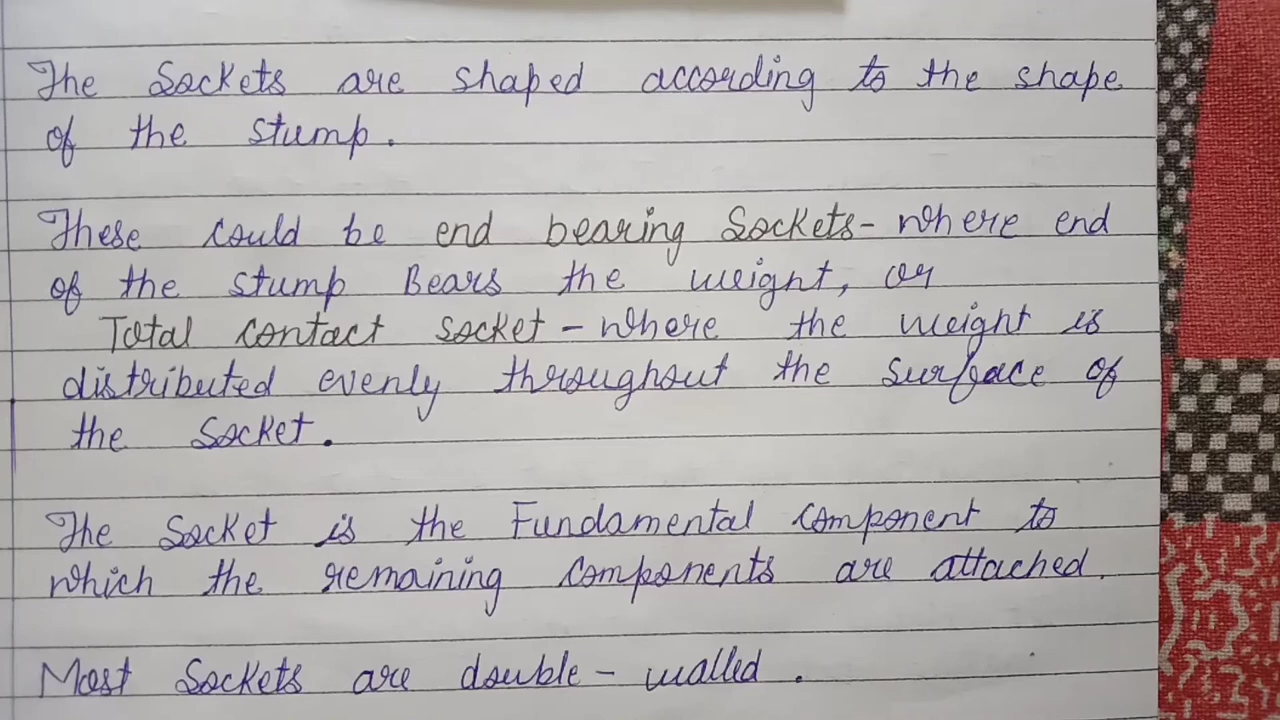 The Sockets are shaped according to the shape
of the stump.
These could be end bearing Sockets- where end
of the stump Bears the weight, or
Total contact socket - where the weight is
distributed evenly throughout the surface of
the Socket.
The Socket is the Fundamental component to
which the remaining components are attached.
Most Sockets are double - walled.